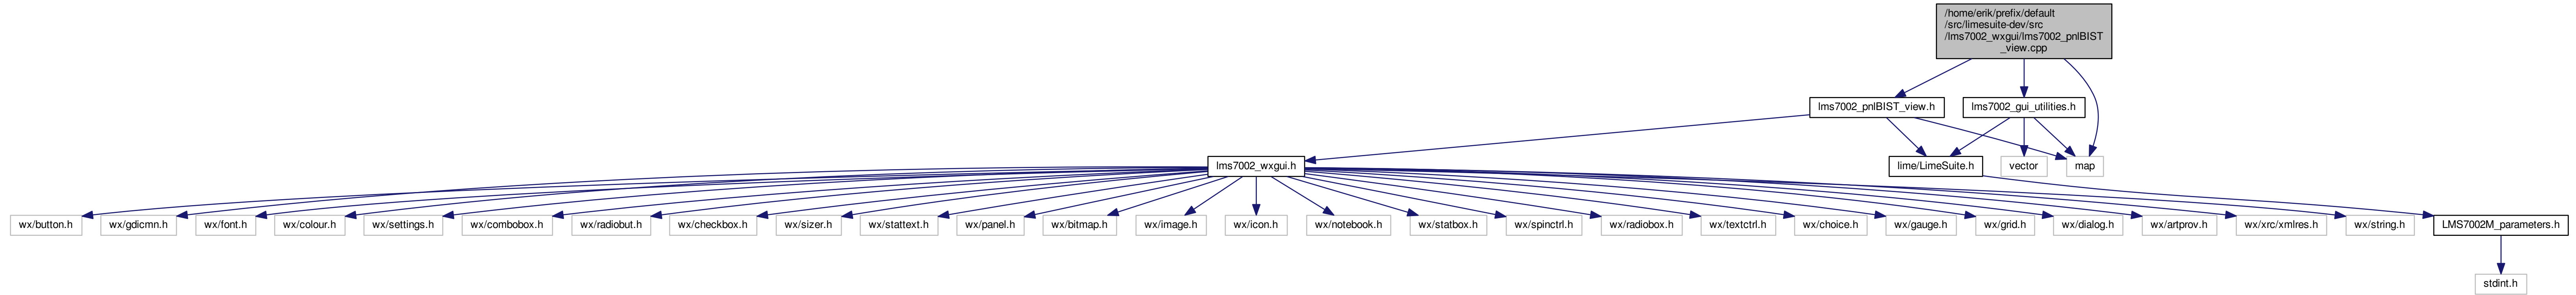 /home/erik/prefix/default
/src/limesuite-dev/src
/lms7002_wxgui/lms7002_pnlBIST
_view.cpp
lms7002_pnlBIST_view.h
lms7002_gui_utilities.h
lms7002_wxgui.h
lime/LimeSuite.h
vector
map
wx/button.h
wx/gdicmn.h
wx/font.h
wx/colour.h
wx/settings.h
wx/combobox.h
wx/radiobut.h
wx/checkbox.h
wx/sizer.h
wx/stattext.h
wx/panel.h
wx/bitmap.h
wx/image.h
wx/icon.h
wx/notebook.h
wx/statbox.h
wx/spinctrl.h
wx/radiobox.h
wx/textctrl.h
wx/choice.h
wx/gauge.h
wx/grid.h
wx/dialog.h
wx/artprov.h
wx/xrc/xmlres.h
wx/string.h
LMS7002M_parameters.h
stdint.h